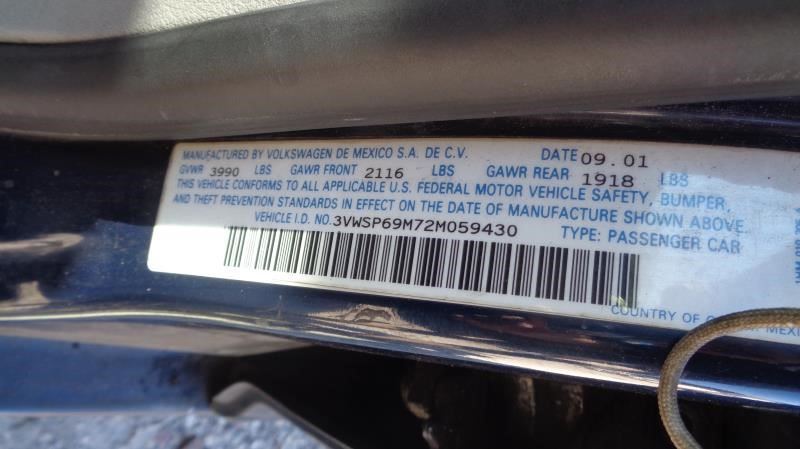 MANUFACTURED BY VOLKSWAGEN DE MEXICO S.A. DE C.V. DATE 09.01
GVWR 3990 LBS GAWR FRONT 2116 LBS GAWR REAR 1918 LBS
THIS VEHICLE CONFORMS TO ALL APPLICABLE U.S. FEDERAL MOTOR VEHICLE SAFETY, BUMPER,
AND THEFT PREVENTION STANDARDS IN EFFECT ON THE DATE OF MANUFACTURE SHOWN ABOVE.
VEHICLE I.D. NO. 3VWSP69M72M059430 TYPE: PASSENGER CAR
COUNTRY OF